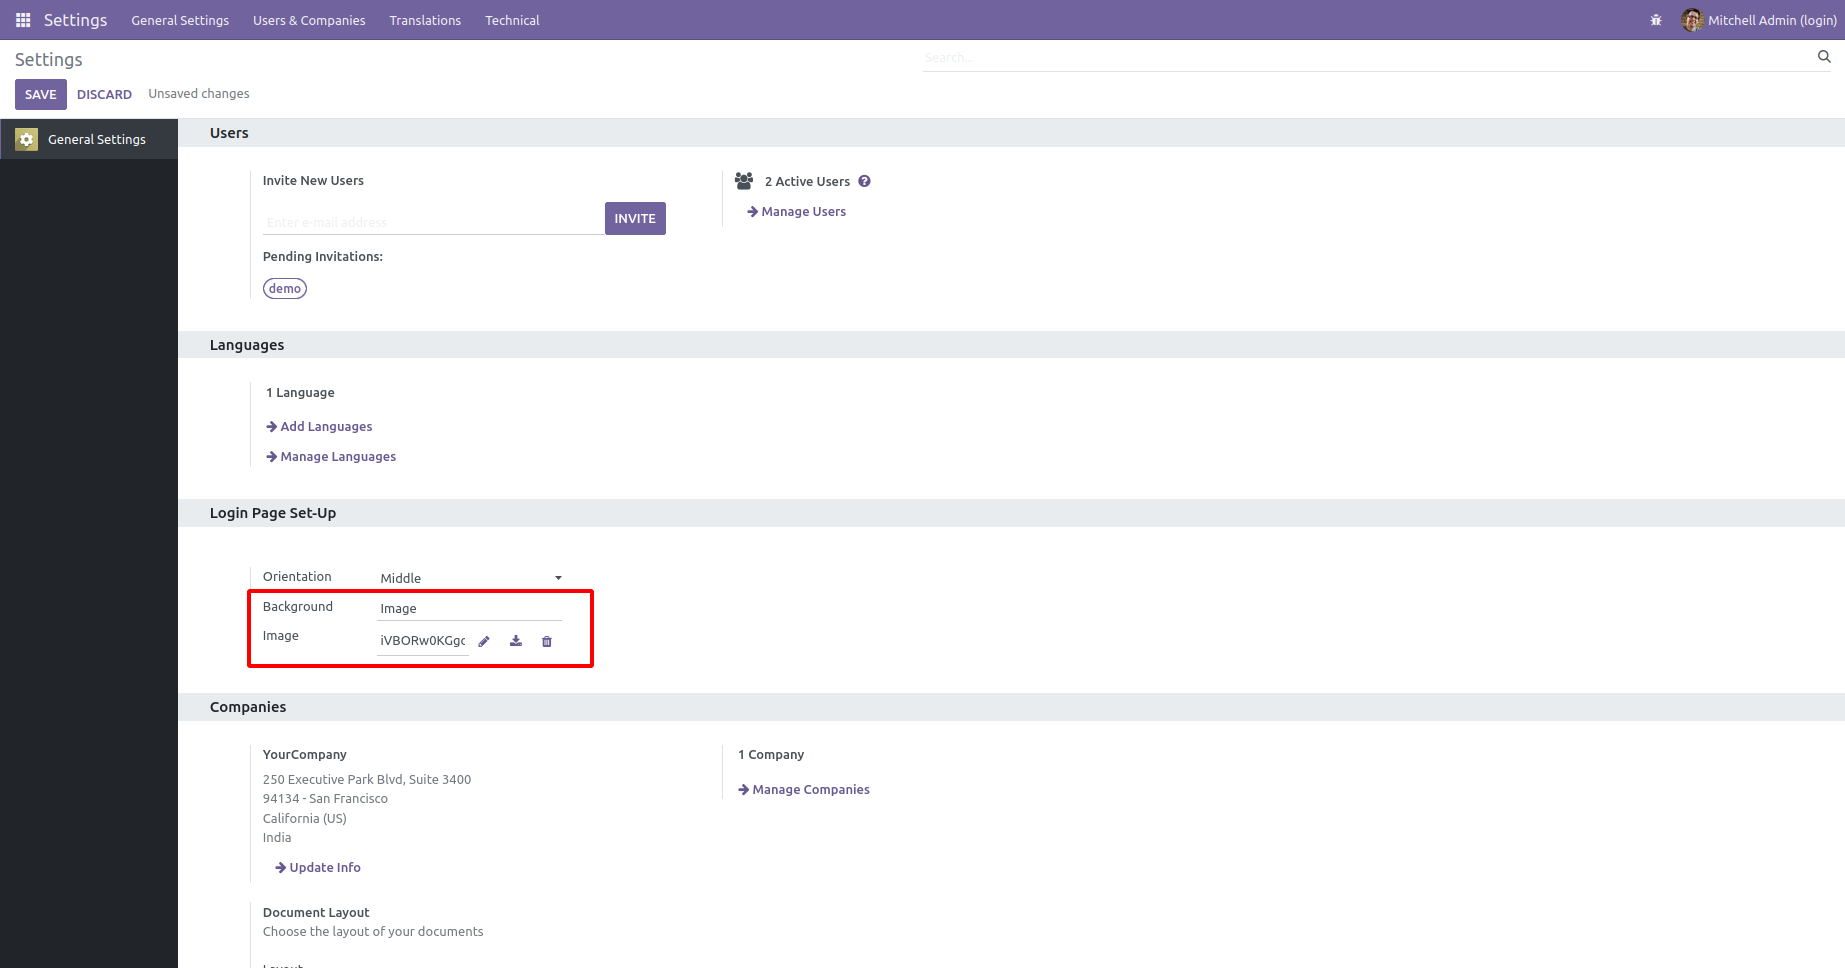 Settings General Settings Users & Companies Translations Technical Mitchell Admin (login)
Settings
Search...
SAVE DISCARD Unsaved changes
General Settings
Users
Invite New Users
Enter e-mail address
INVITE
Pending Invitations:
demo
2 Active Users
Manage Users
Languages
1 Language
Add Languages
Manage Languages
Login Page Set-Up
Orientation Middle
Background Image
Image iVBORw0KGgo
Companies
YourCompany
250 Executive Park Blvd, Suite 3400
94134 - San Francisco
California (US)
India
Update Info
1 Company
Manage Companies
Document Layout
Choose the layout of your documents
Layout